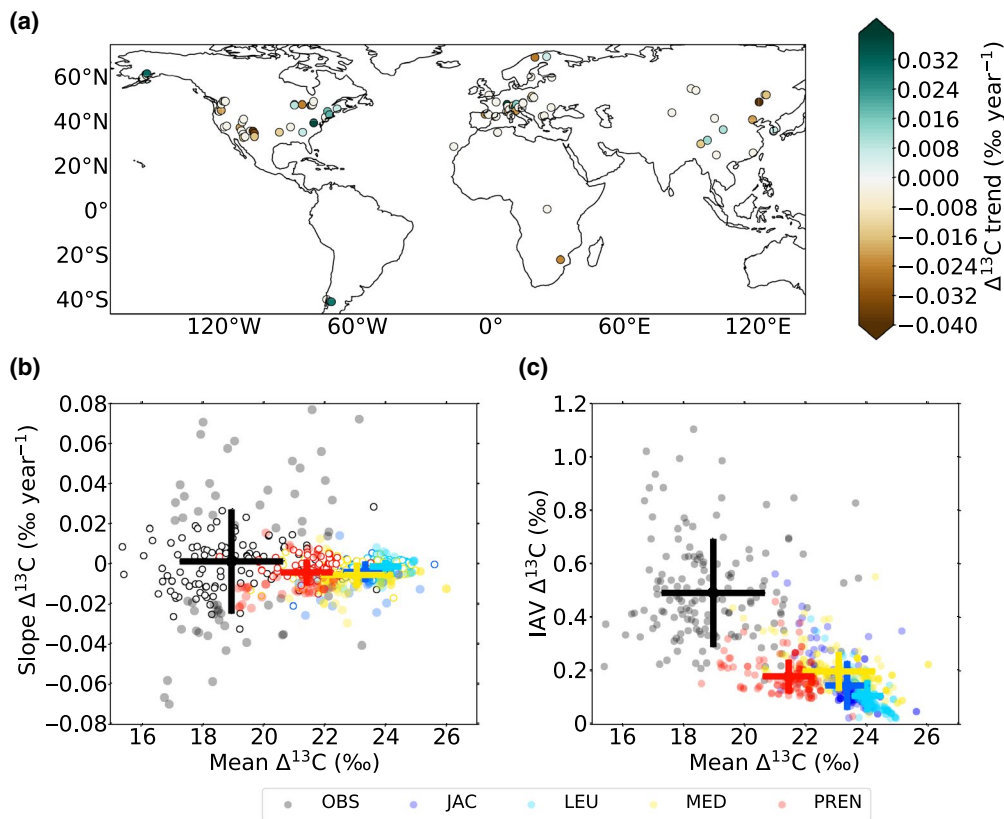 (a)
60°N
40°N
20°N
0°
20°S
40°S
120°W 60°W 0° 60°E 120°E
0.032
0.024
0.016
0.008
0.000
−0.008
−0.016
−0.024
−0.032
−0.040
Δ¹³C trend (‰ year⁻¹)
(b)
0.08
0.06
0.04
0.02
0
−0.02
−0.04
−0.06
−0.08
Slope Δ¹³C (‰ year⁻¹)
16 18 20 22 24 26
Mean Δ¹³C (‰)
(c)
1.2
1.0
0.8
0.6
0.4
0.2
0
IAV Δ¹³C (‰)
16 18 20 22 24 26
Mean Δ¹³C (‰)
OBS JAC LEU MED PREN